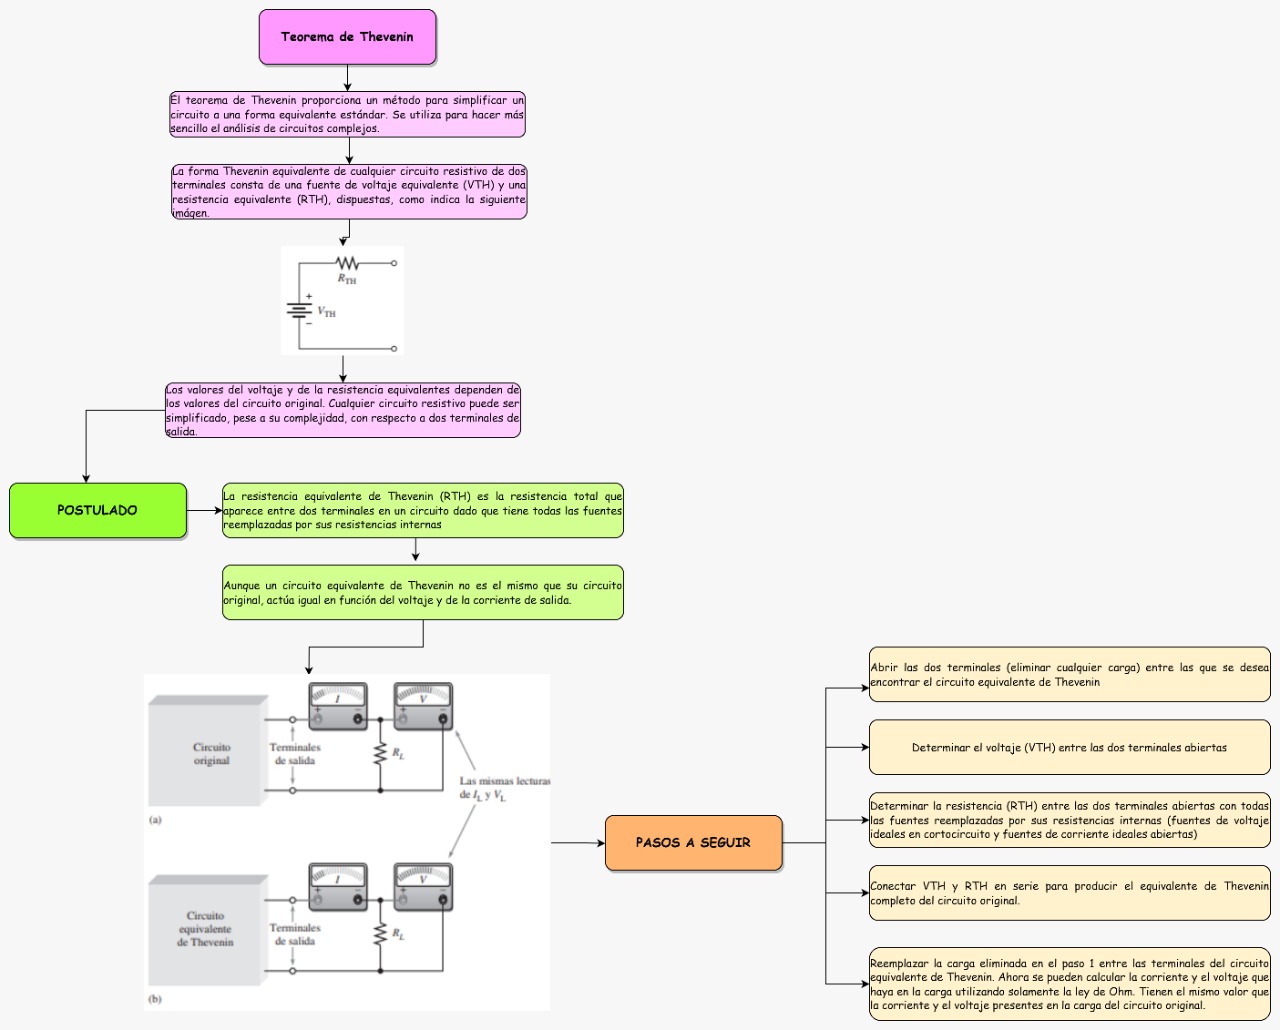 Teorema de Thevenin
El teorema de Thevenin proporciona un método para simplificar un
circuito a una forma equivalente estándar. Se utiliza para hacer más
sencillo el análisis de circuitos complejos.
La forma Thevenin equivalente de cualquier circuito resistivo de dos
terminales consta de una fuente de voltaje equivalente (VTH) y una
resistencia equivalente (RTH), dispuestas, como indica la siguiente
imágen.
RTH
+
VTH
−
Los valores del voltaje y de la resistencia equivalentes dependen de
los valores del circuito original. Cualquier circuito resistivo puede ser
simplificado, pese a su complejidad, con respecto a dos terminales de
salida.
POSTULADO
La resistencia equivalente de Thevenin (RTH) es la resistencia total que
aparece entre dos terminales en un circuito dado que tiene todas las fuentes
reemplazadas por sus resistencias internas
Aunque un circuito equivalente de Thevenin no es el mismo que su circuito
original, actúa igual en función del voltaje y de la corriente de salida.
I
V
+ −
+ −
Circuito
original
Terminales
de salida
RL
Las mismas lecturas
de IL y VL
(a)
I
V
+ −
+ −
Circuito
equivalente
de Thevenin
Terminales
de salida
RL
(b)
PASOS A SEGUIR
Abrir las dos terminales (eliminar cualquier carga) entre las que se desea
encontrar el circuito equivalente de Thevenin
Determinar el voltaje (VTH) entre las dos terminales abiertas
Determinar la resistencia (RTH) entre las dos terminales abiertas con todas
las fuentes reemplazadas por sus resistencias internas (fuentes de voltaje
ideales en cortocircuito y fuentes de corriente ideales abiertas)
Conectar VTH y RTH en serie para producir el equivalente de Thevenin
completo del circuito original.
Reemplazar la carga eliminada en el paso 1 entre las terminales del circuito
equivalente de Thevenin. Ahora se pueden calcular la corriente y el voltaje que
haya en la carga utilizando solamente la ley de Ohm. Tienen el mismo valor que
la corriente y el voltaje presentes en la carga del circuito original.